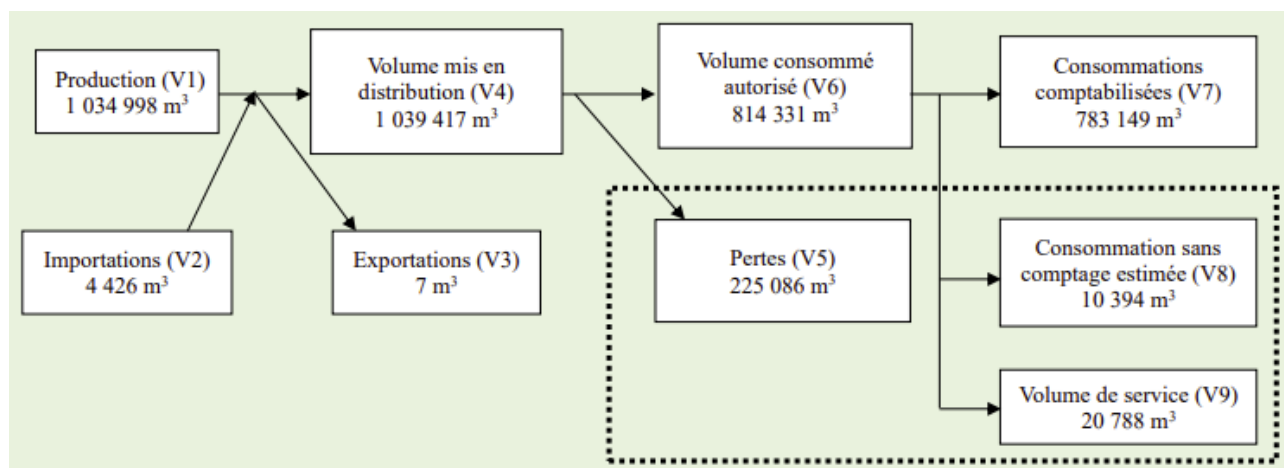 Production (V1)
1 034 998 m³
Volume mis en
distribution (V4)
1 039 417 m³
Volume consommé
autorisé (V6)
814 331 m³
Consommations
comptabilisées (V7)
783 149 m³
Importations (V2)
4 426 m³
Exportations (V3)
7 m³
Pertes (V5)
225 086 m³
Consommation sans
comptage estimée (V8)
10 394 m³
Volume de service (V9)
20 788 m³